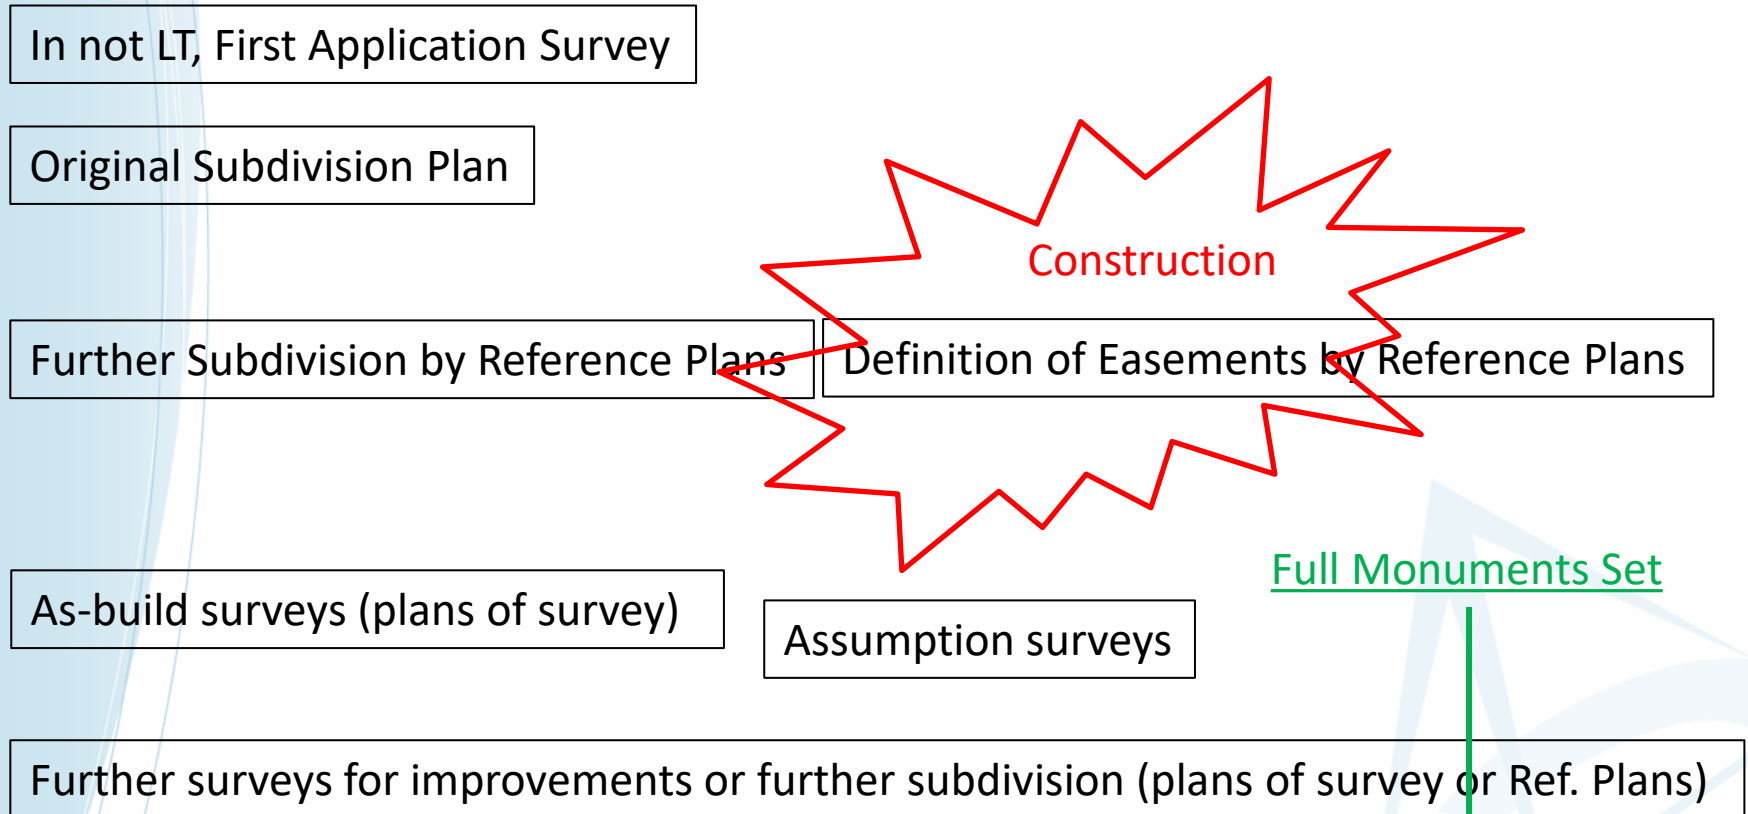 In not LT, First Application Survey
Original Subdivision Plan
Construction
Further Subdivision by Reference Plans
Definition of Easements by Reference Plans
Full Monuments Set
As-build surveys (plans of survey)
Assumption surveys
Further surveys for improvements or further subdivision (plans of survey or Ref. Plans)